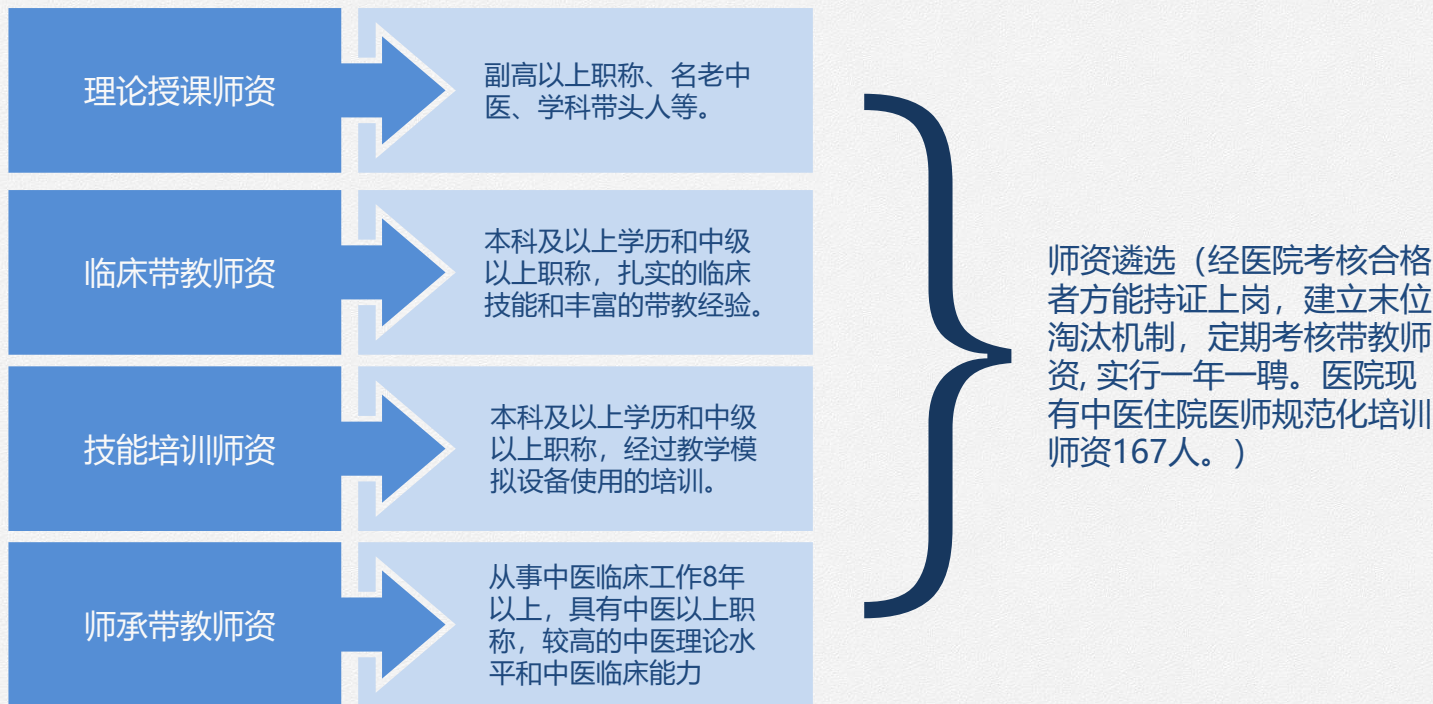 理论授课师资
副高以上职称、名老中
医、学科带头人等。
临床带教师资
本科及以上学历和中级
以上职称，扎实的临床
技能和丰富的带教经验。
技能培训师资
本科及以上学历和中级
以上职称，经过教学模
拟设备使用的培训。
师承带教师资
从事中医临床工作8年
以上，具有中医以上职
称，较高的中医理论水
平和中医临床能力
师资遴选（经医院考核合格
者方能持证上岗，建立末位
淘汰机制，定期考核带教师
资, 实行一年一聘。医院现
有中医住院医师规范化培训
师资167人。）